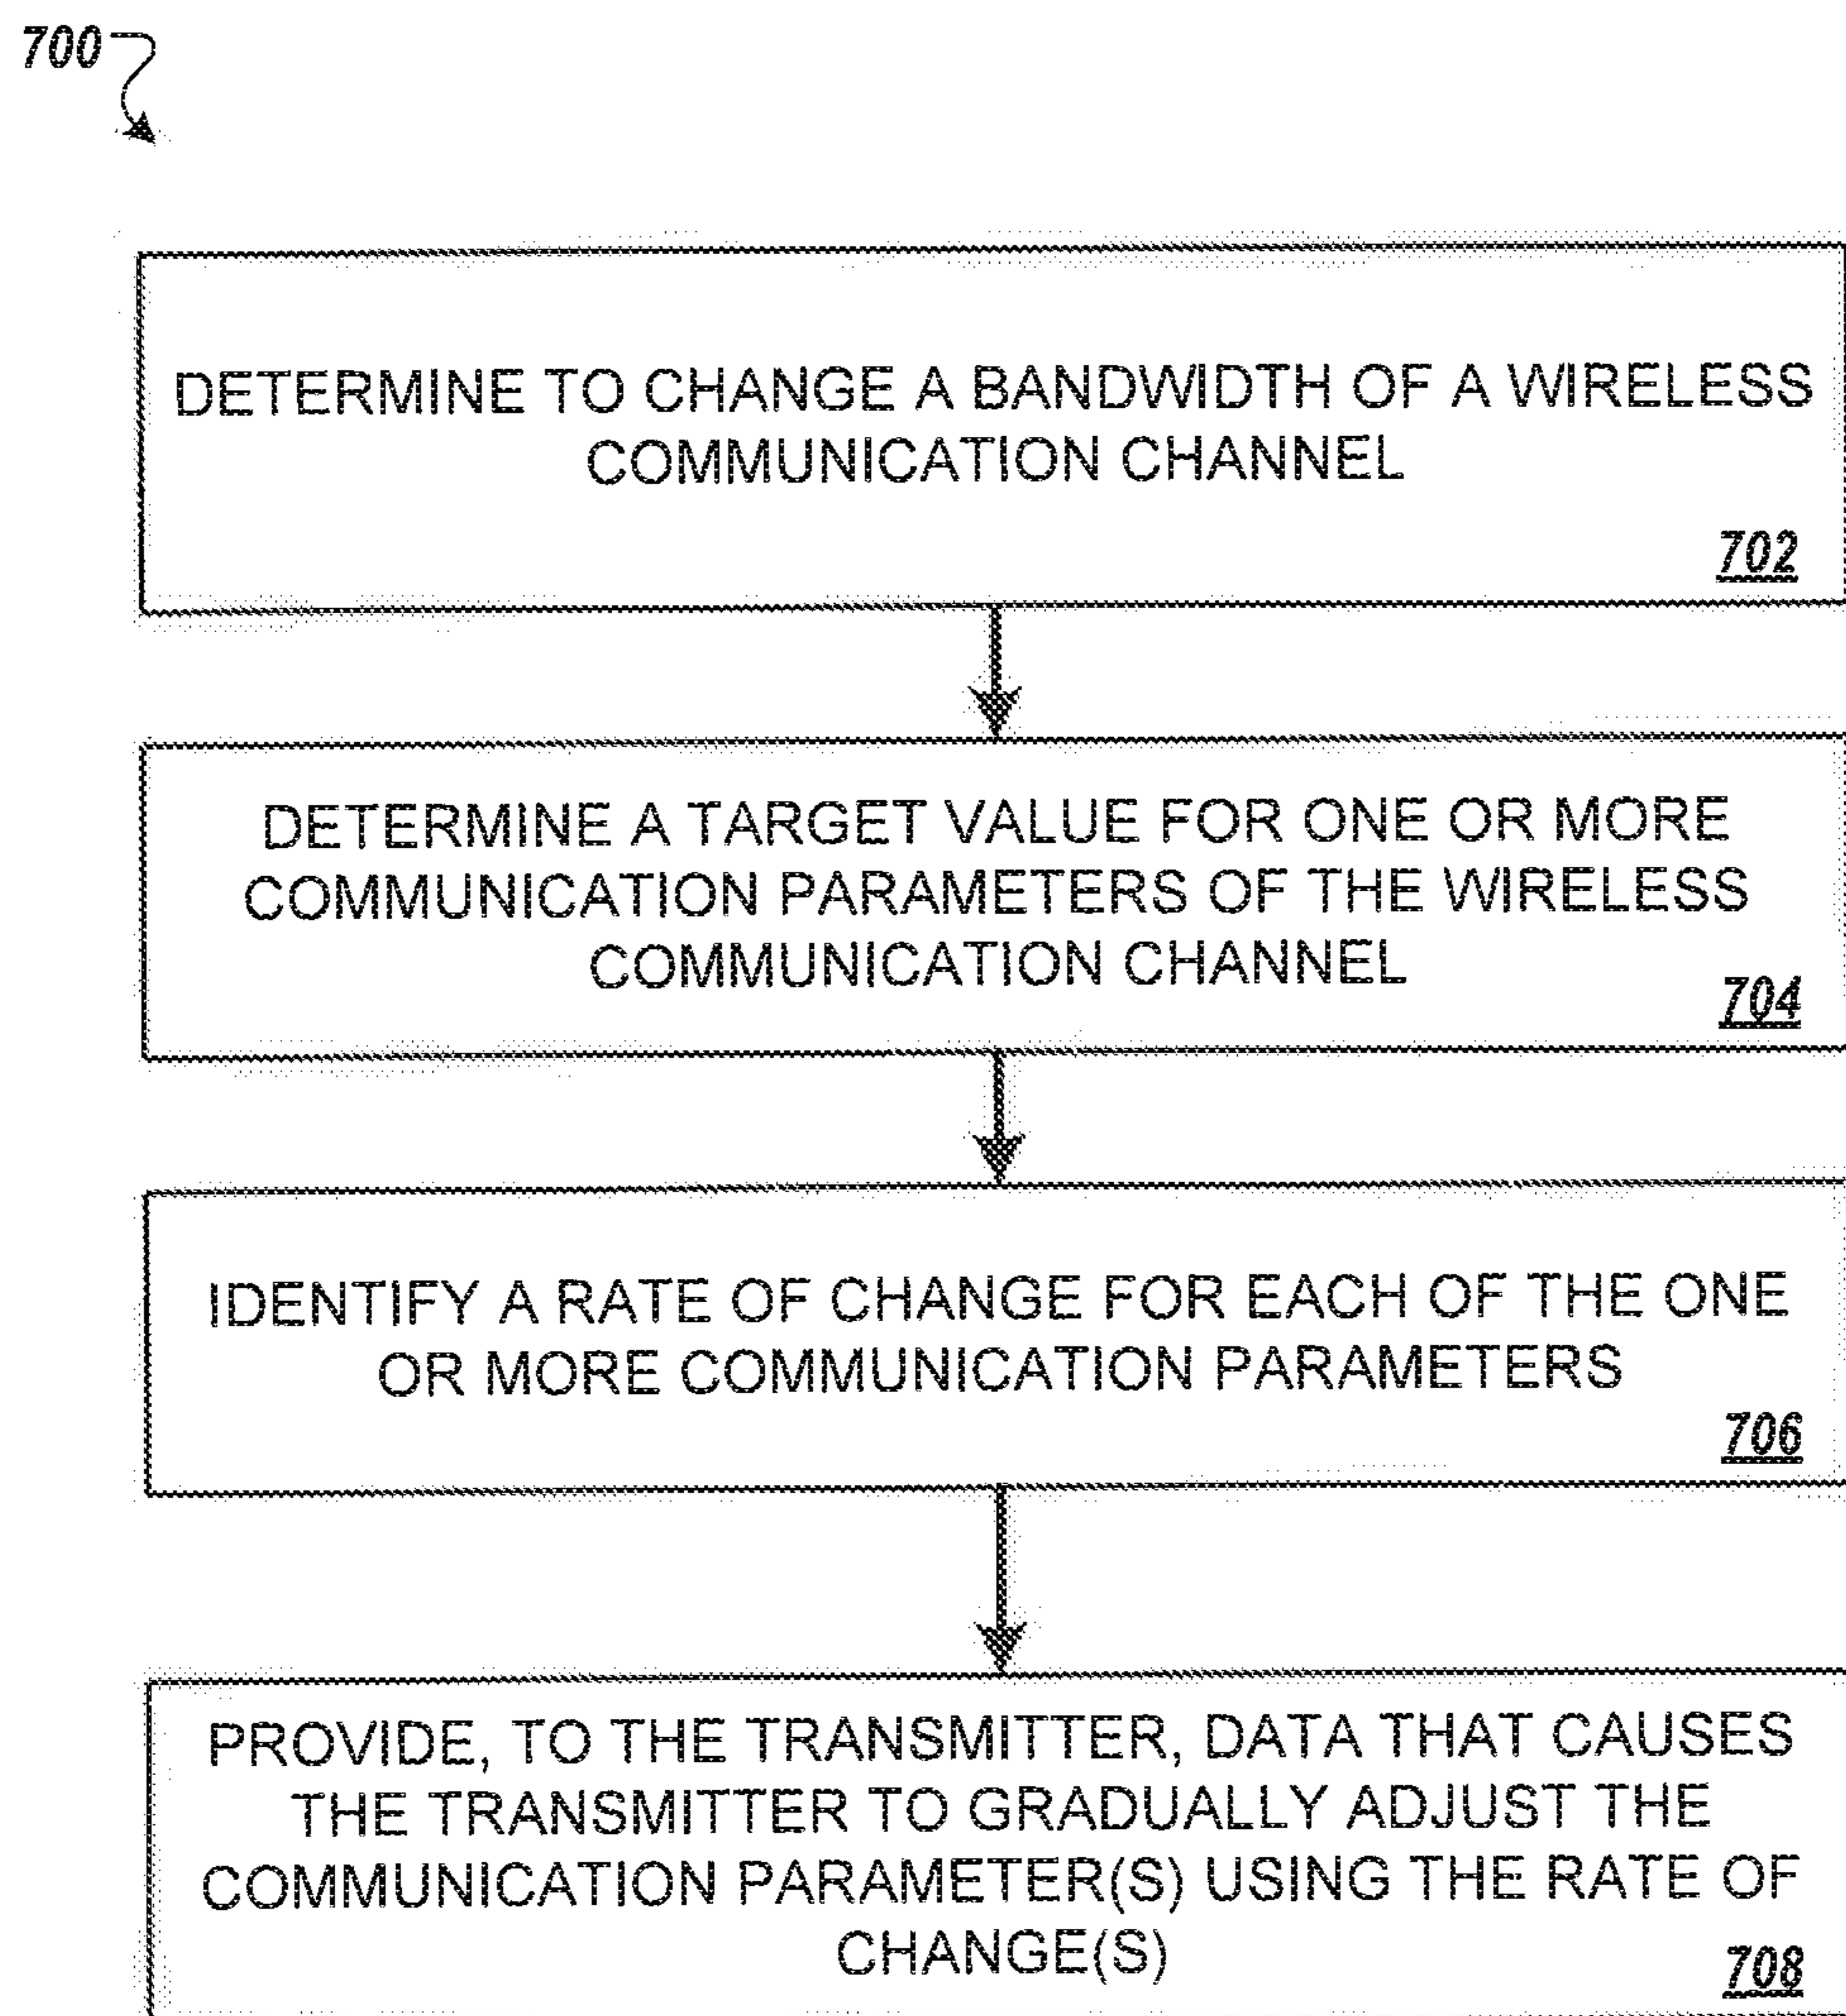 700
DETERMINE TO CHANGE A BANDWIDTH OF A WIRELESS
COMMUNICATION CHANNEL
702
DETERMINE A TARGET VALUE FOR ONE OR MORE
COMMUNICATION PARAMETERS OF THE WIRELESS
COMMUNICATION CHANNEL
704
IDENTIFY A RATE OF CHANGE FOR EACH OF THE ONE
OR MORE COMMUNICATION PARAMETERS
706
PROVIDE, TO THE TRANSMITTER, DATA THAT CAUSES
THE TRANSMITTER TO GRADUALLY ADJUST THE
COMMUNICATION PARAMETER(S) USING THE RATE OF
CHANGE(S)
708